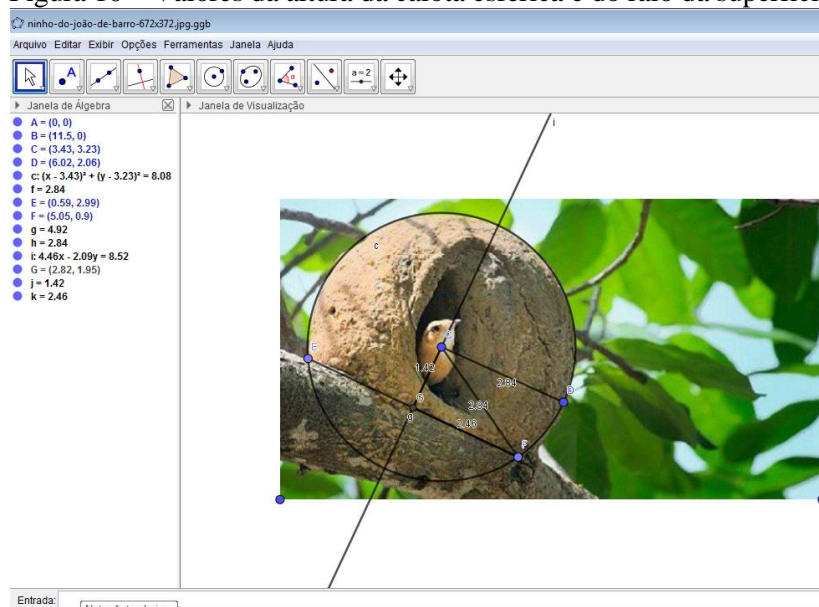 Figura 16 – Valores da altura da calota esférica e do raio da superfície
ninho-do-joão-de-barro-672x372.jpg.ggb
Arquivo Editar Exibir Opções Ferramentas Janela Ajuda
A
α
a=2
Janela de Álgebra
Janela de Visualização
A = (0, 0)
B = (11.5, 0)
C = (3.43, 3.23)
D = (6.02, 2.06)
c: (x - 3.43)² + (y - 3.23)² = 8.08
f = 2.84
E = (0.59, 2.99)
F = (5.05, 0.9)
g = 4.92
h = 2.84
i: 4.46x - 2.09y = 8.52
G = (2.82, 1.95)
j = 1.42
k = 2.46
i
c
E
1.42
2.84
D
G
2.84
g
2.46
F
Entrada: